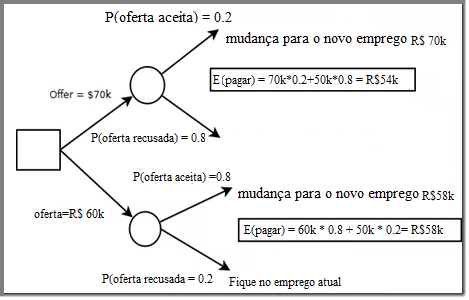 P(oferta aceita) = 0.2
mudança para o novo emprego R$ 70k
E(pagar) = 70k*0.2+50k*0.8 = R$54k
Offer = $70k
P(oferta recusada) = 0.8
P(oferta aceita) =0.8
mudança para o novo emprego R$58k
oferta=R$ 60k
E(pagar) = 60k * 0.8 + 50k * 0.2= R$58k
P(oferta recusada = 0.2
Fique no emprego atual